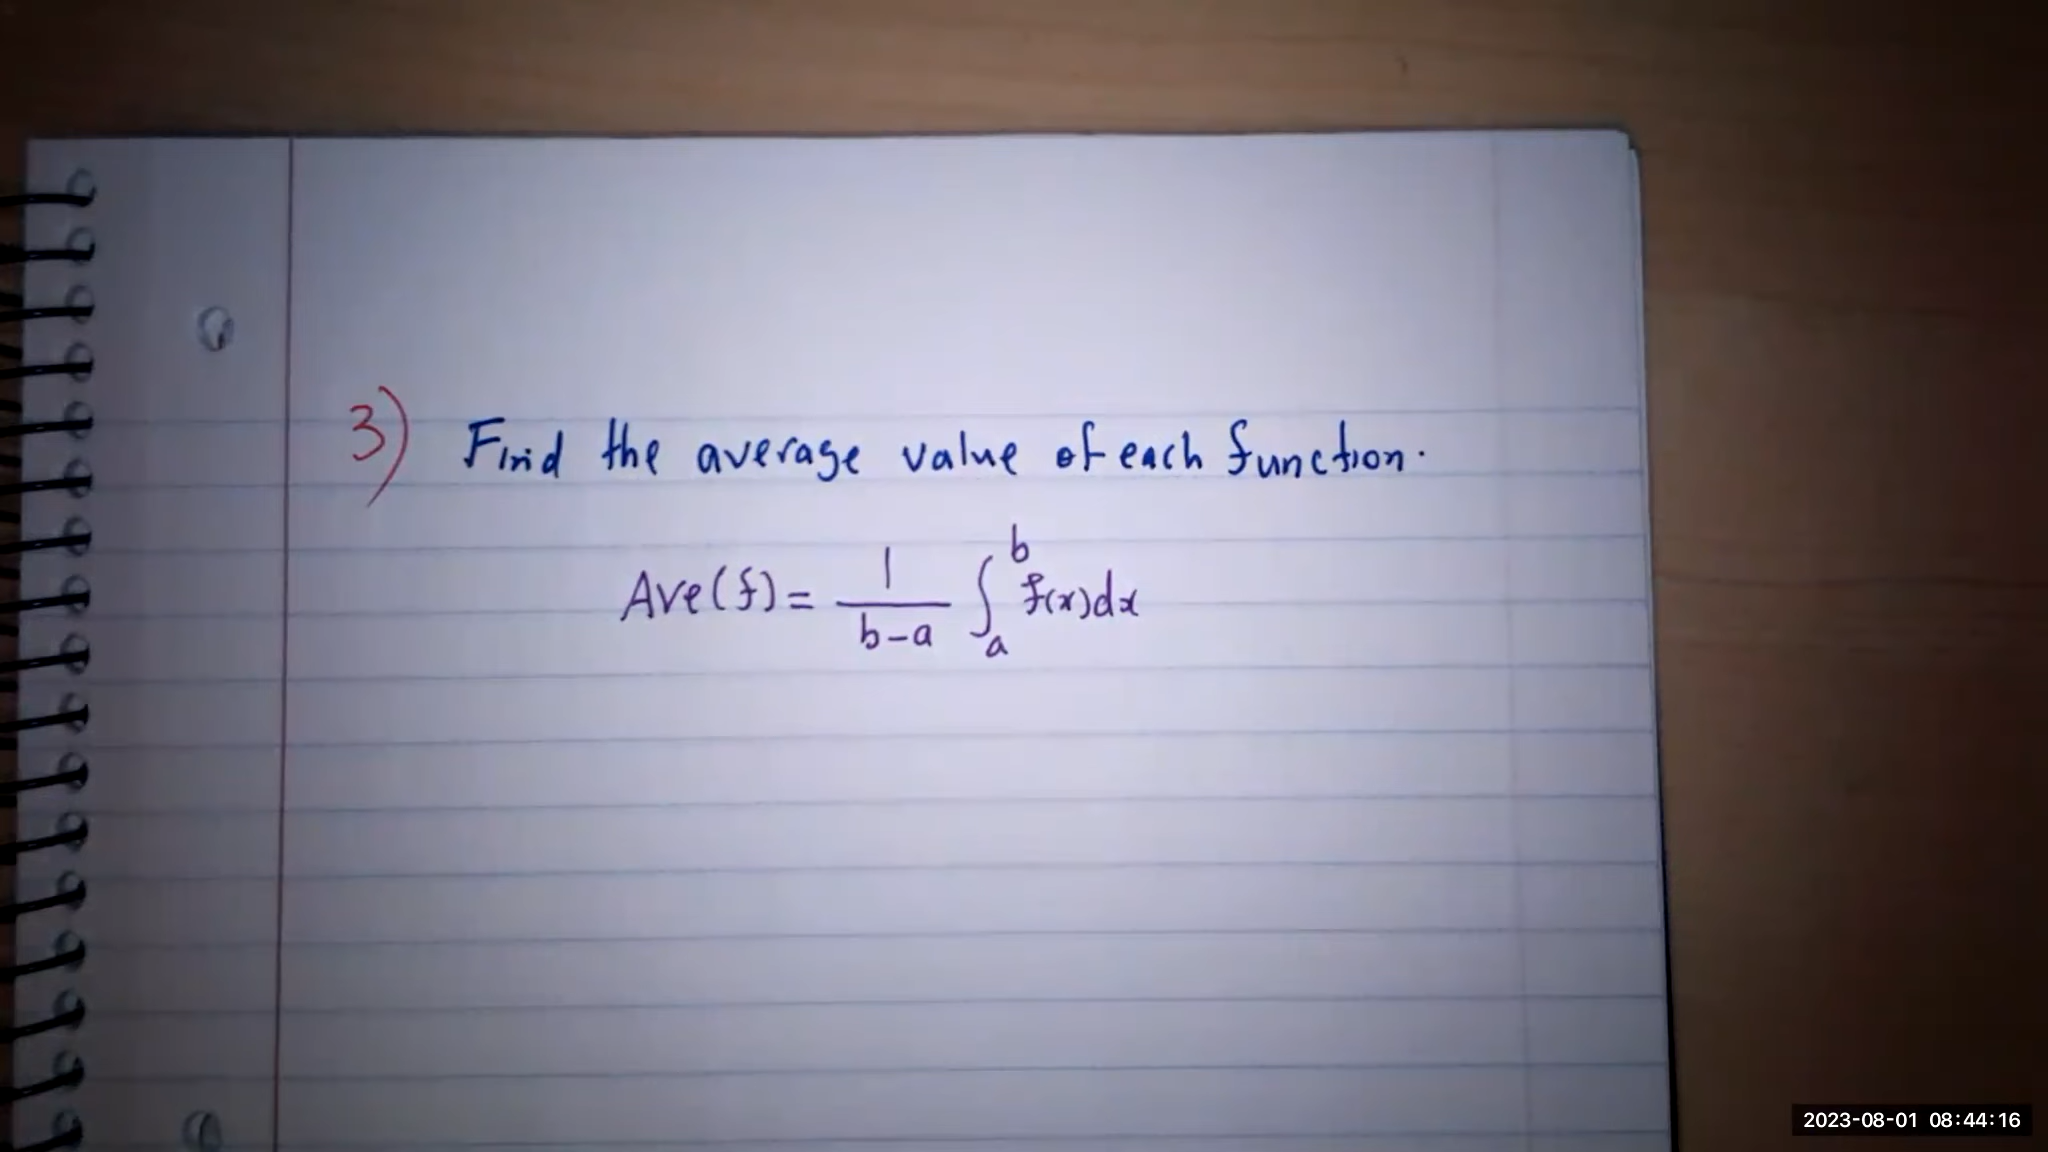 3) Find the average value of each function.
Ave(f) = 1/(b-a) ∫_a^b f(x)dx
2023-08-01 08:44:16